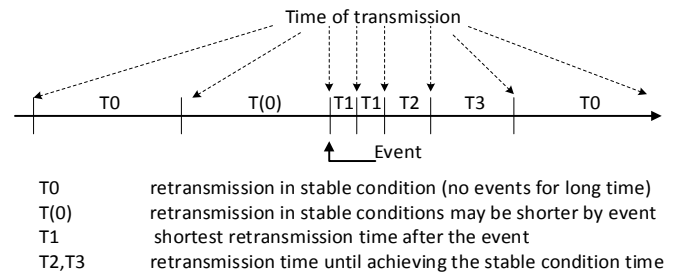 Time of transmission
T0 T(0) T1 T1 T2 T3 T0
Event
T0 retransmission in stable condition (no events for long time)
T(0) retransmission in stable conditions may be shorter by event
T1 shortest retransmission time after the event
T2,T3 retransmission time until achieving the stable condition time